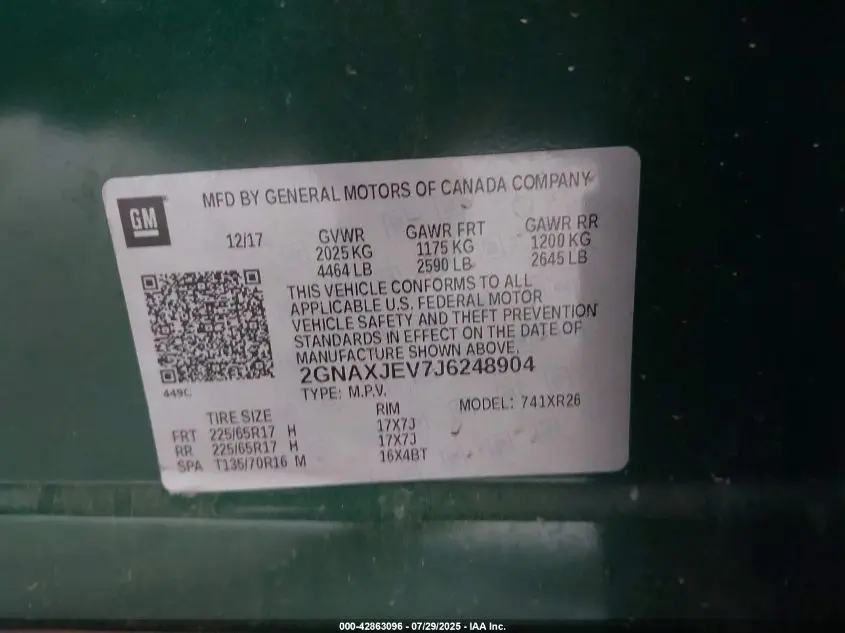 GM
MFD BY GENERAL MOTORS OF CANADA COMPANY
12/17 GVWR GAWR FRT GAWR RR
2025 KG 1175 KG 1200 KG
4464 LB 2590 LB 2645 LB
THIS VEHICLE CONFORMS TO ALL
APPLICABLE U.S. FEDERAL MOTOR
VEHICLE SAFETY AND THEFT PREVENTION
STANDARDS IN EFFECT ON THE DATE OF
MANUFACTURE SHOWN ABOVE.
2GNAXJEV7J6248904
449C
TYPE: M.P.V. MODEL: 741XR26
TIRE SIZE RIM
FRT 225/65R17 H 17X7J
RR 225/65R17 H 17X7J
SPA T135/70R16 M 16X4BT
000-42863096 - 07/29/2025 - IAA Inc.